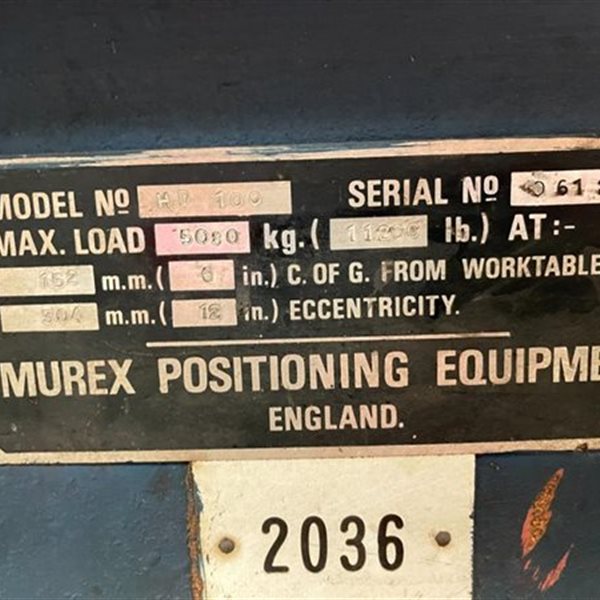 MODEL Nº HP 100 SERIAL Nº
MAX. LOAD 5080 kg. ( lb.) AT:-
152 m.m. ( 6 in.) C. OF G. FROM WORKTABLE
304 m.m. ( 12 in.) ECCENTRICITY.
MUREX POSITIONING EQUIPME
ENGLAND.
2036